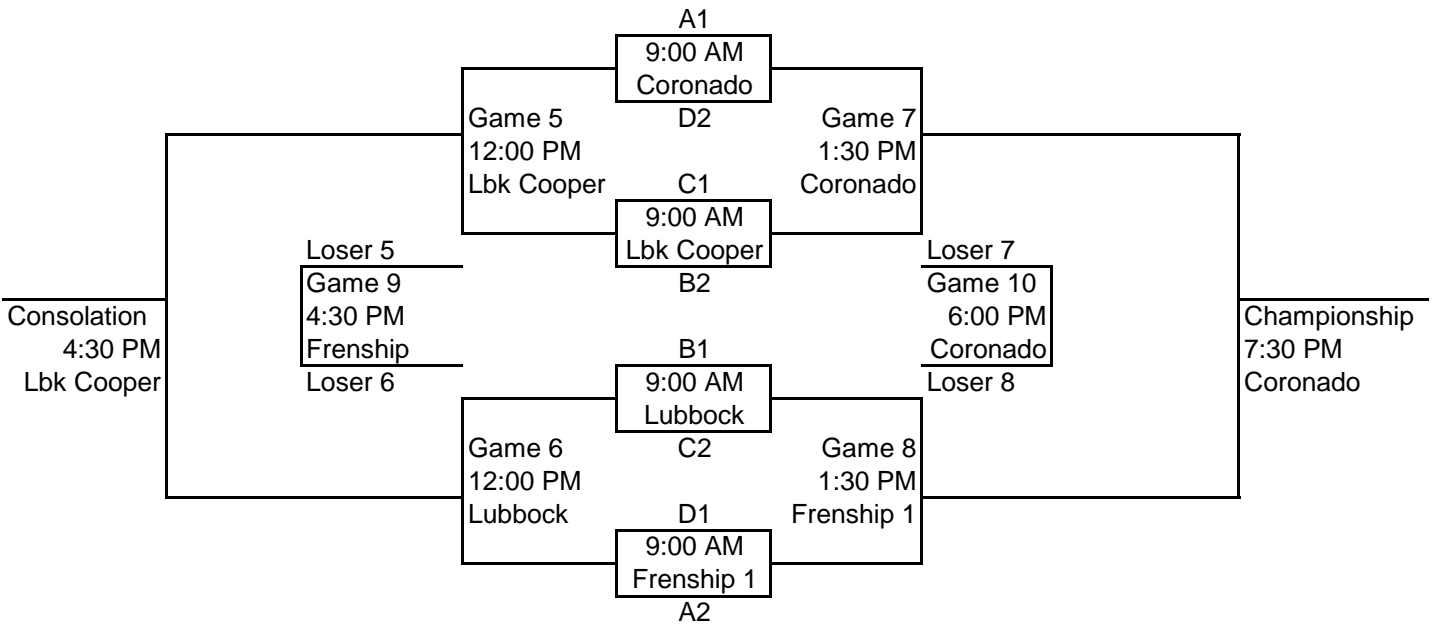 A1
9:00 AM
Coronado
D2
Game 5
12:00 PM
Lbk Cooper
Game 7
1:30 PM
Coronado
C1
9:00 AM
Lbk Cooper
B2
Loser 5
Game 9
4:30 PM
Frenship
Loser 6
Loser 7
Game 10
6:00 PM
Coronado
Loser 8
Consolation
4:30 PM
Lbk Cooper
Championship
7:30 PM
Coronado
B1
9:00 AM
Lubbock
C2
Game 6
12:00 PM
Lubbock
Game 8
1:30 PM
Frenship 1
D1
9:00 AM
Frenship 1
A2